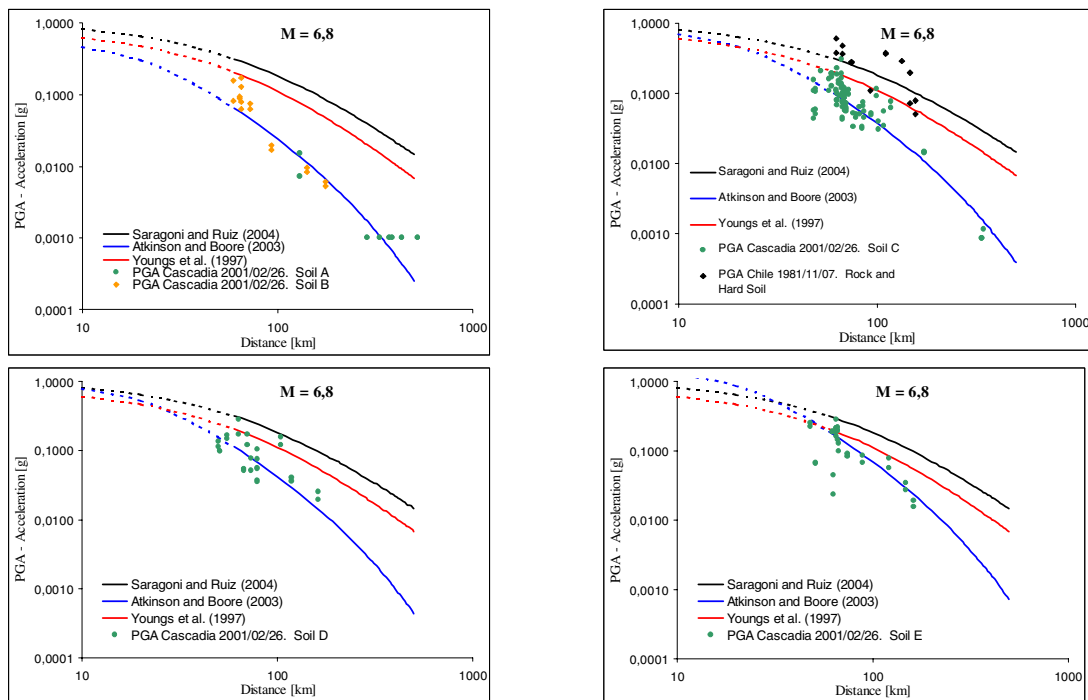 M = 6,8
1,0000
0,1000
0,0100
0,0010
0,0001
PGA - Acceleration [g]
Saragoni and Ruiz (2004)
Atkinson and Boore (2003)
Youngs et al. (1997)
PGA Cascadia 2001/02/26. Soil A
PGA Cascadia 2001/02/26. Soil B
10
100
1000
Distance [km]
M = 6,8
1,0000
0,1000
0,0100
0,0010
0,0001
PGA - Acceleration [g]
Saragoni and Ruiz (2004)
Atkinson and Boore (2003)
Youngs et al. (1997)
PGA Cascadia 2001/02/26. Soil C
PGA Chile 1981/11/07. Rock and
Hard Soil
10
100
1000
Distance [km]
M = 6,8
1,0000
0,1000
0,0100
0,0010
0,0001
PGA - Acceleration [g]
Saragoni and Ruiz (2004)
Atkinson and Boore (2003)
Youngs et al. (1997)
PGA Cascadia 2001/02/26. Soil D
10
100
1000
Distance [km]
M = 6,8
1,0000
0,1000
0,0100
0,0010
0,0001
PGA - Acceleration [g]
Saragoni and Ruiz (2004)
Atkinson and Boore (2003)
Youngs et al. (1997)
PGA Cascadia 2001/02/26. Soil E
10
100
1000
Distance [km]